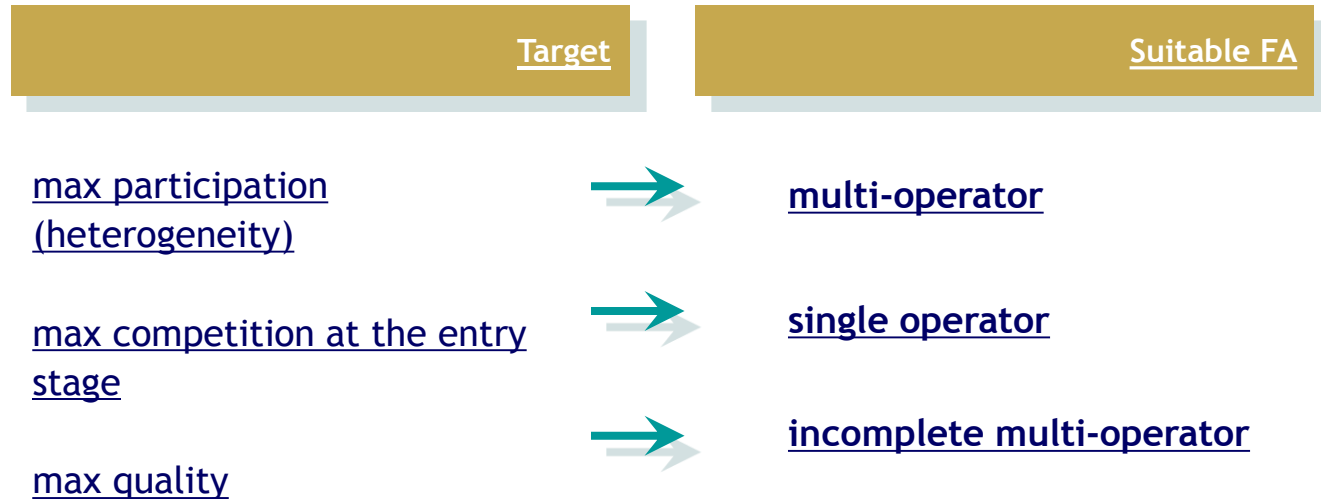 Target
Suitable FA
max participation
(heterogeneity)
multi-operator
max competition at the entry
stage
single operator
max quality
incomplete multi-operator